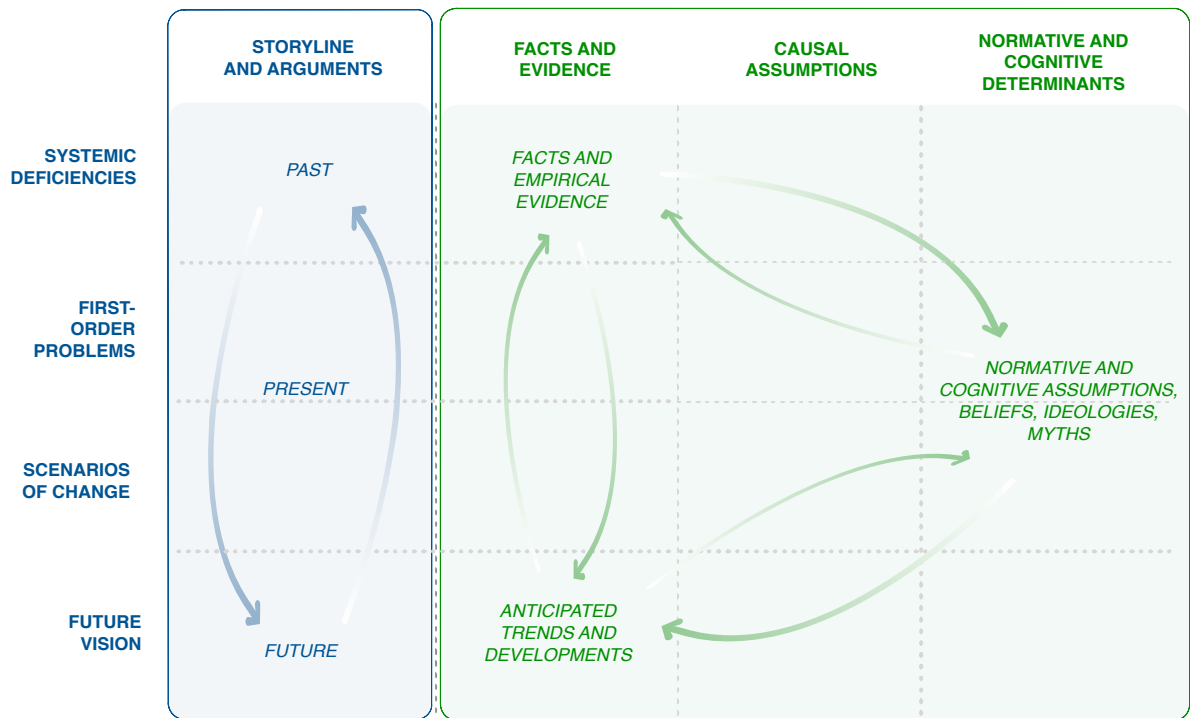 STORYLINE
AND ARGUMENTS
FACTS AND
EVIDENCE
CAUSAL
ASSUMPTIONS
NORMATIVE AND
COGNITIVE
DETERMINANTS
SYSTEMIC
DEFICIENCIES
PAST
FACTS AND
EMPIRICAL
EVIDENCE
FIRST-
ORDER
PROBLEMS
PRESENT
NORMATIVE AND
COGNITIVE ASSUMPTIONS,
BELIEFS, IDEOLOGIES,
MYTHS
SCENARIOS
OF CHANGE
FUTURE
VISION
FUTURE
ANTICIPATED
TRENDS AND
DEVELOPMENTS